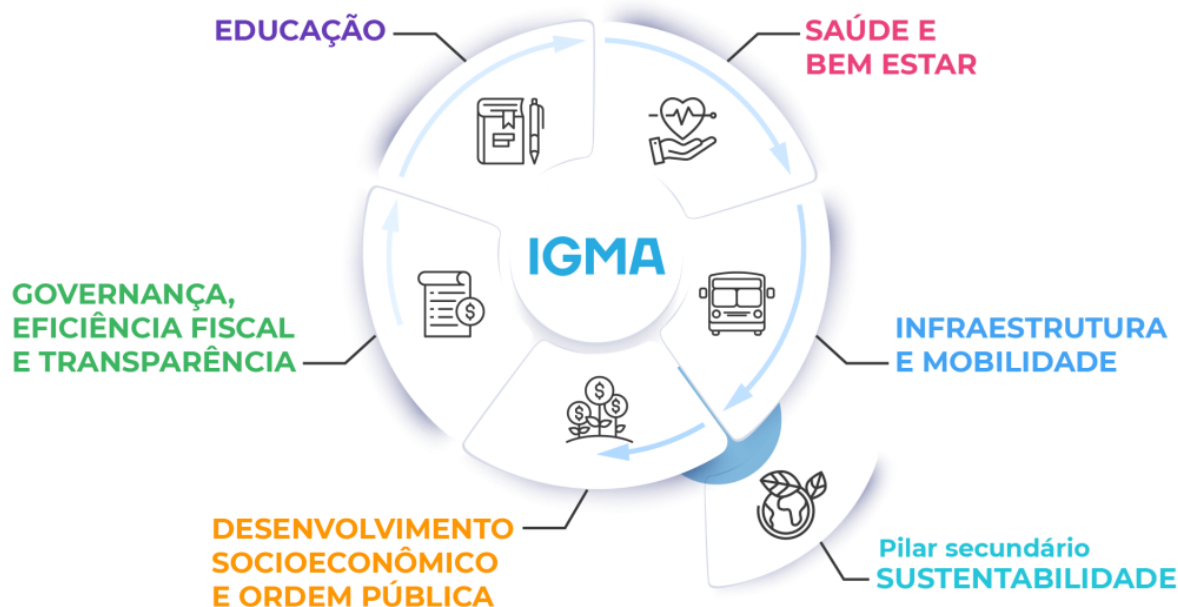 EDUCAÇÃO
SAÚDE E
BEM ESTAR
IGMA
GOVERNANÇA,
EFICIÊNCIA FISCAL
E TRANSPARÊNCIA
INFRAESTRUTURA
E MOBILIDADE
DESENVOLVIMENTO
SOCIOECONÔMICO
E ORDEM PÚBLICA
Pilar secundário
SUSTENTABILIDADE